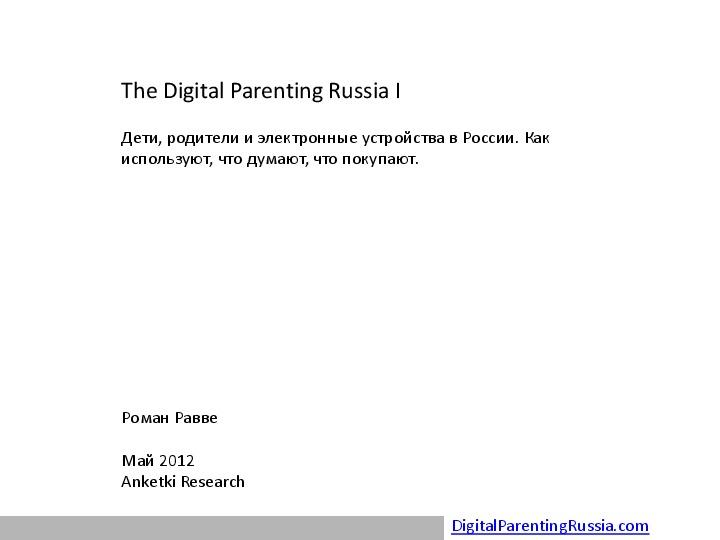 The Digital Parenting Russia I
Дети, родители и электронные устройства в России. Как
используют, что думают, что покупают.
Роман Равве
Май 2012
Anketki Research
DigitalParentingRussia.com